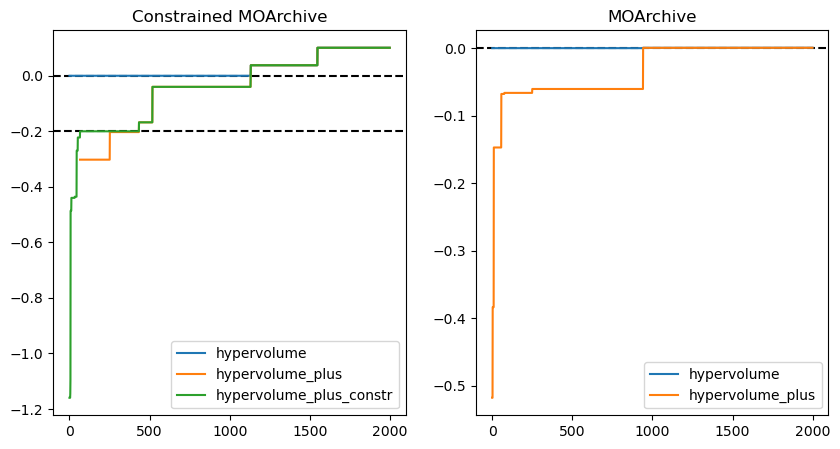 Constrained MOArchive
0.0
−0.2
−0.4
−0.6
−0.8
−1.0
−1.2
0 500 1000 1500 2000
hypervolume
hypervolume_plus
hypervolume_plus_constr
MOArchive
0.0
−0.1
−0.2
−0.3
−0.4
−0.5
0 500 1000 1500 2000
hypervolume
hypervolume_plus